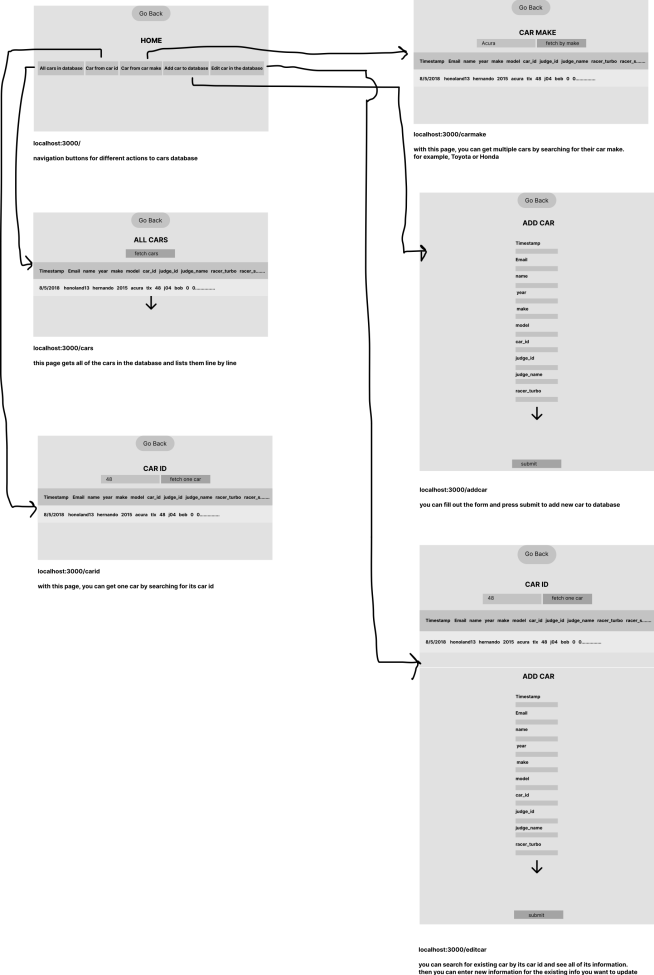 Go Back
HOME
All cars in database Car from car id Car from car make Add car to database Edit car in the database
localhost:3000/
navigation buttons for different actions to cars database
Go Back
ALL CARS
fetch cars
Timestamp Email name year make model car_id judge_id judge_name racer_turbo racer_s......
8/5/2018 honoland13 hernando 2015 acura tlx 48 j04 bob 0 0...............
localhost:3000/cars
this page gets all of the cars in the database and lists them line by line
Go Back
CAR ID
48 fetch one car
Timestamp Email name year make model car_id judge_id judge_name racer_turbo racer_s......
8/5/2018 honoland13 hernando 2015 acura tlx 48 j04 bob 0 0...............
localhost:3000/carid
with this page, you can get one car by searching for its car id
Go Back
CAR MAKE
Acura fetch by make
Timestamp Email name year make model car_id judge_id judge_name racer_turbo racer_s......
8/5/2018 honoland13 hernando 2015 acura tlx 48 j04 bob 0 0...............
localhost:3000/carmake
with this page, you can get multiple cars by searching for their car make.
for example, Toyota or Honda
Go Back
ADD CAR
Timestamp
Email
name
year
make
model
car_id
judge_id
judge_name
racer_turbo
submit
localhost:3000/addcar
you can fill out the form and press submit to add new car to database
Go Back
CAR ID
48 fetch one car
Timestamp Email name year make model car_id judge_id judge_name racer_turbo racer_s......
8/5/2018 honoland13 hernando 2015 acura tlx 48 j04 bob 0 0...............
ADD CAR
Timestamp
Email
name
year
make
model
car_id
judge_id
judge_name
racer_turbo
submit
localhost:3000/editcar
you can search for existing car by its car id and see all of its information.
then you can enter new information for the existing info you want to update